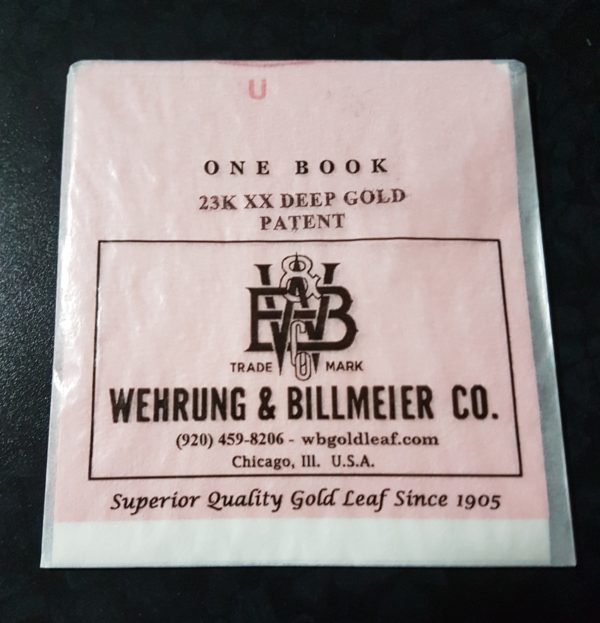 U
ONE BOOK
23K XX DEEP GOLD
PATENT
W&B
Co
TRADE MARK
WEHRUNG & BILLMEIER CO.
(920) 459-8206 - wbgoldleaf.com
Chicago, Ill. U.S.A.
Superior Quality Gold Leaf Since 1905